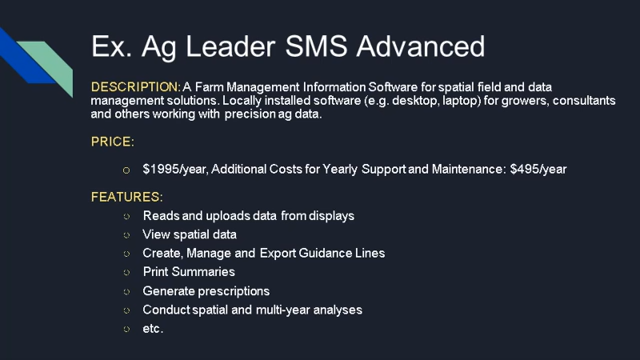 Ex. Ag Leader SMS Advanced
DESCRIPTION: A Farm Management Information Software for spatial field and data
management solutions. Locally installed software (e.g. desktop, laptop) for growers, consultants
and others working with precision ag data.
PRICE:
$1995/year, Additional Costs for Yearly Support and Maintenance: $495/year
FEATURES:
Reads and uploads data from displays
View spatial data
Create, Manage and Export Guidance Lines
Print Summaries
Generate prescriptions
Conduct spatial and multi-year analyses
etc.